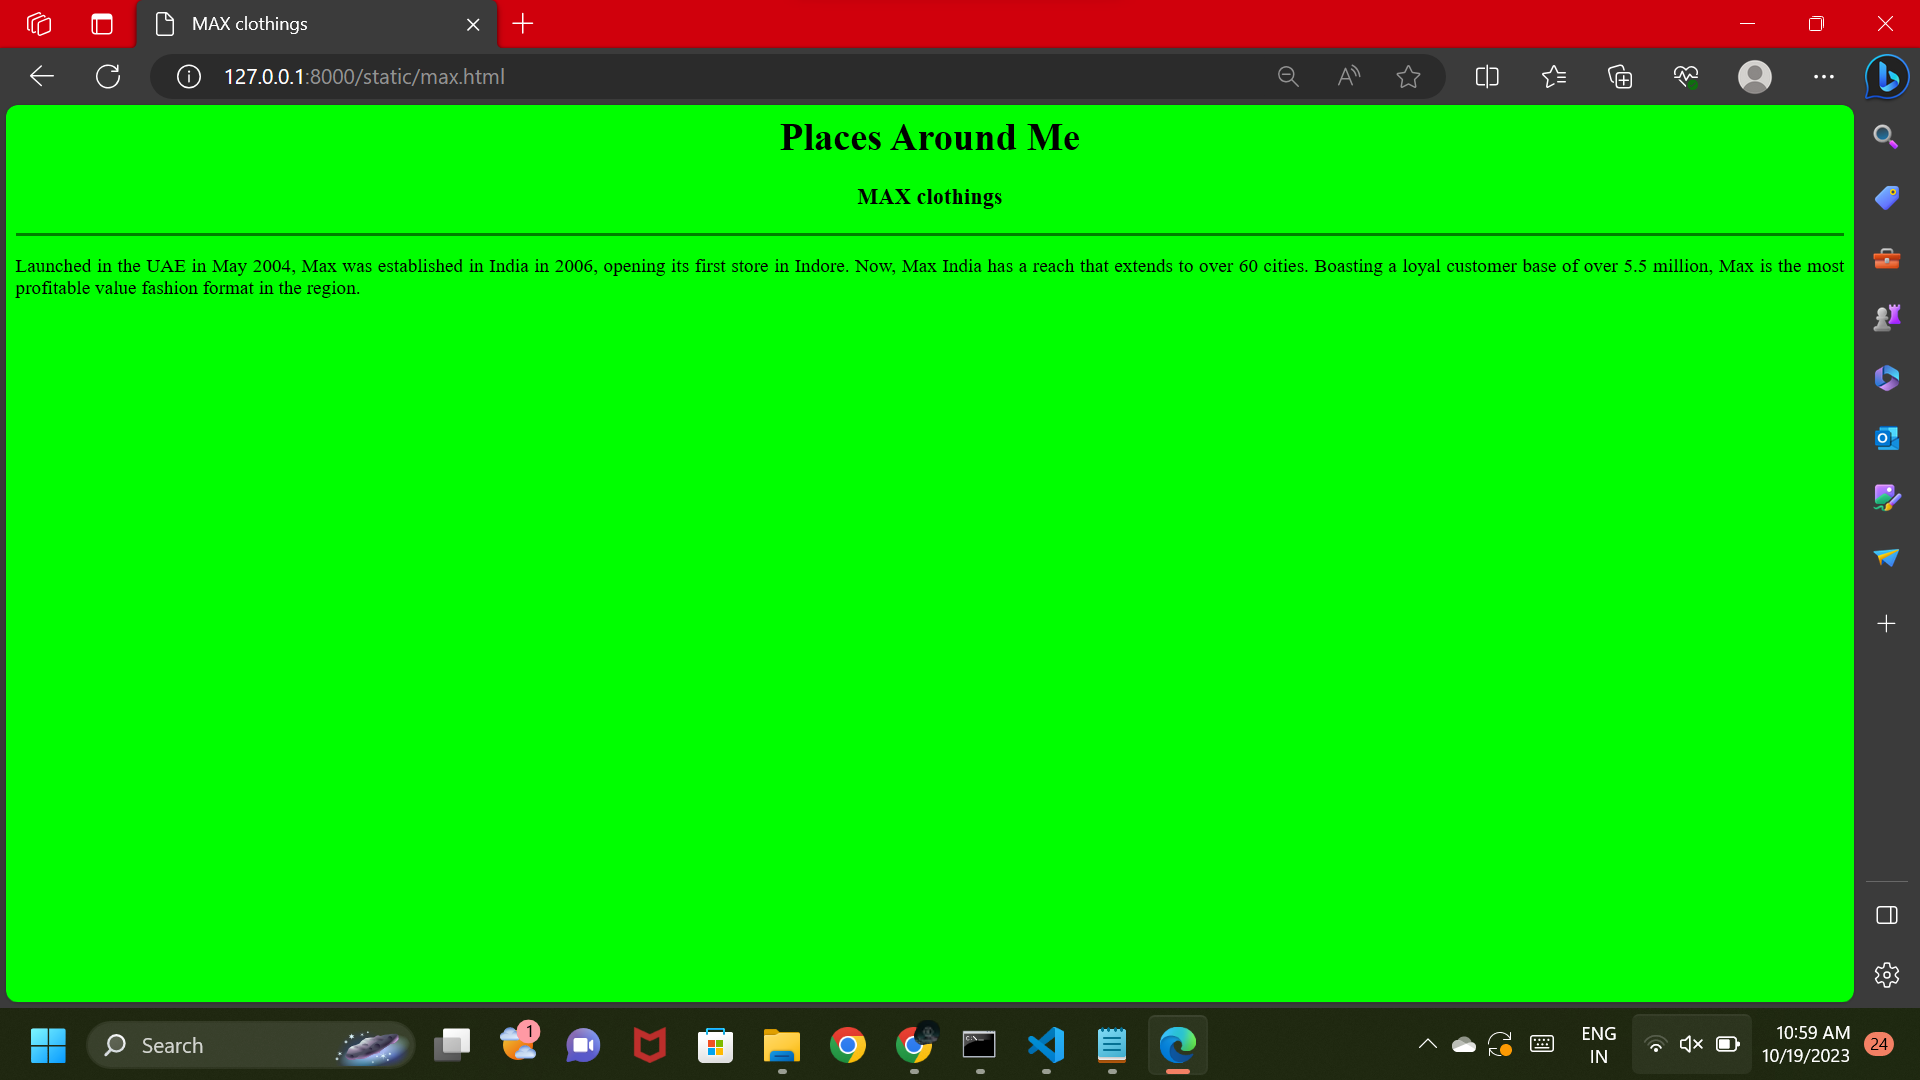 MAX clothings
127.0.0.1:8000/static/max.html
Places Around Me
MAX clothings
Launched in the UAE in May 2004, Max was established in India in 2006, opening its first store in Indore. Now, Max India has a reach that extends to over 60 cities. Boasting a loyal customer base of over 5.5 million, Max is the most
profitable value fashion format in the region.
Search
1
ENG
IN
10:59 AM
10/19/2023
24